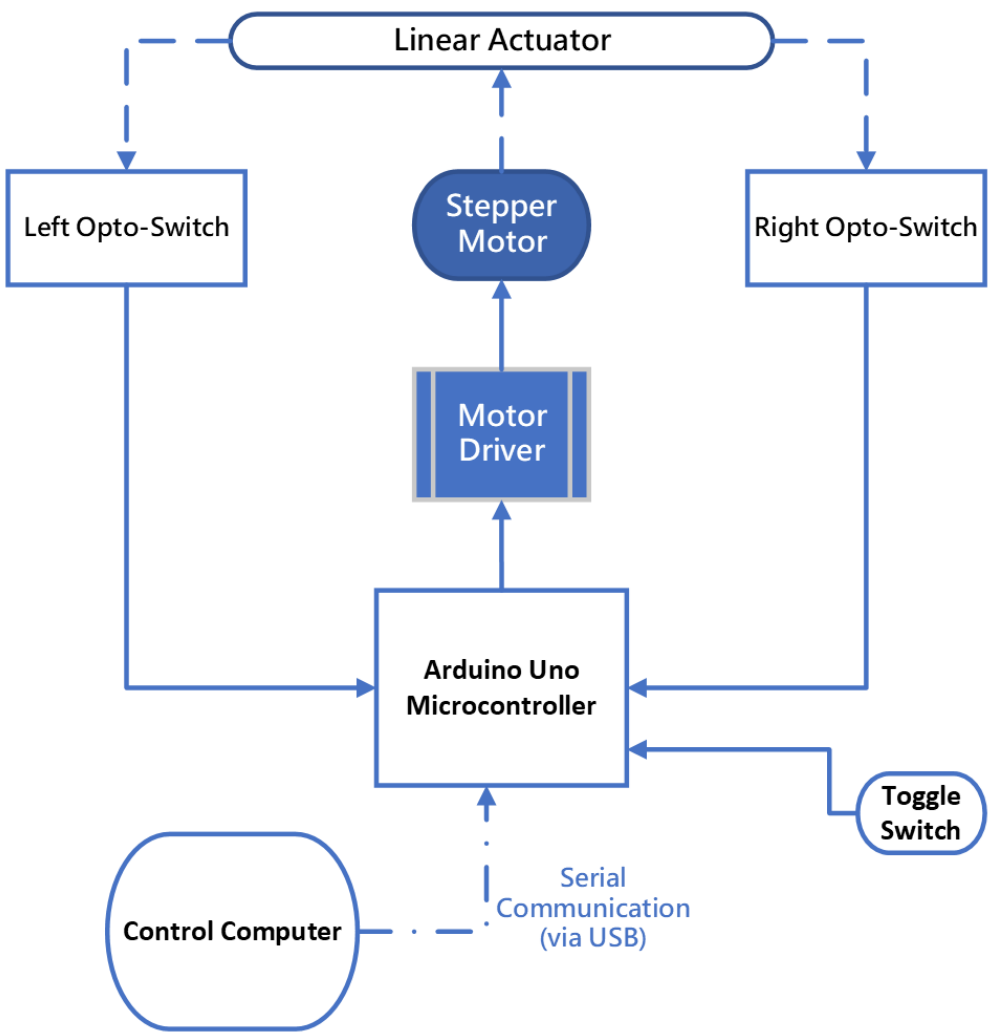 Linear Actuator
Left Opto-Switch
Stepper
Motor
Right Opto-Switch
Motor
Driver
Arduino Uno
Microcontroller
Toggle
Switch
Serial
Communication
(via USB)
Control Computer